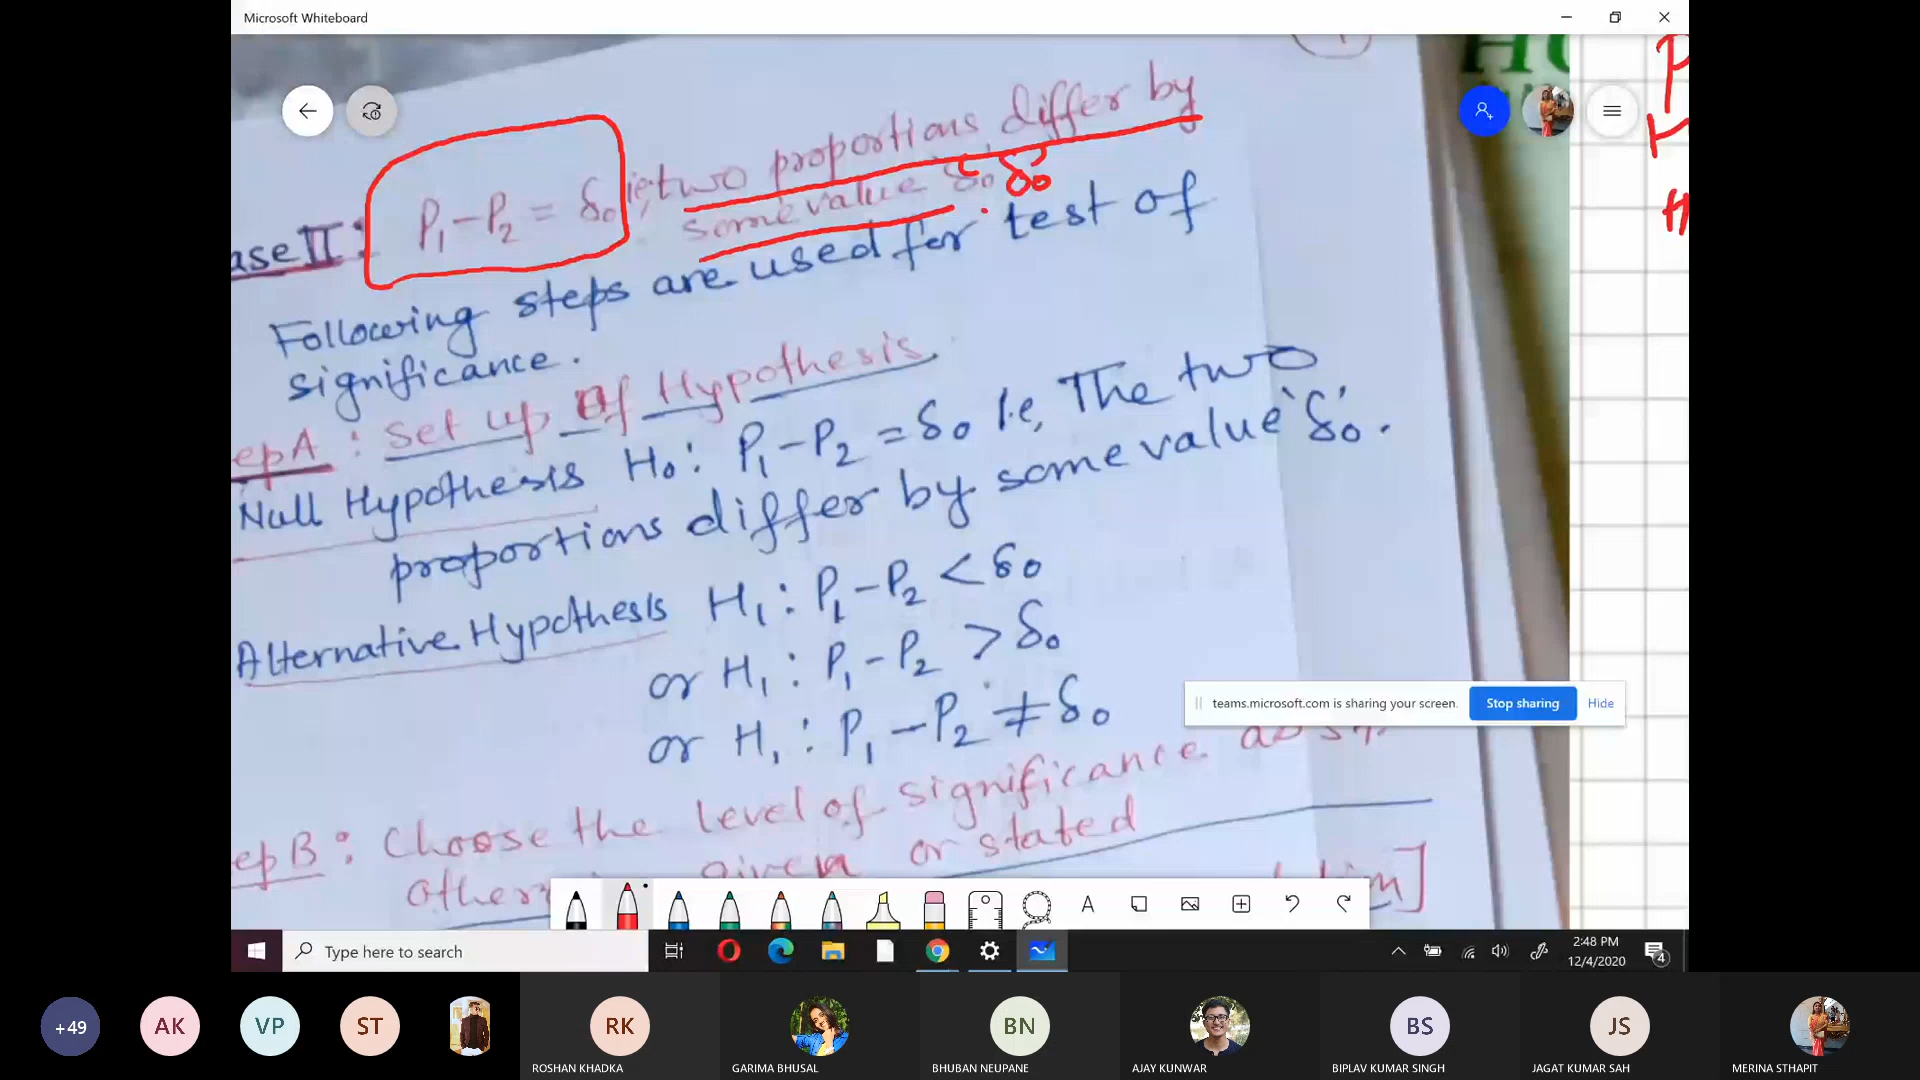 Microsoft Whiteboard
ase II : P₁-P₂ = δ₀ i.e, two proportions differ by
some value 'δ₀'. δ₀
Following steps are used for test of
significance.
epA : Set up of Hypothesis
Null Hypothesis H₀: P₁-P₂ = δ₀ i.e, The two
proportions differ by some value 'δ₀'.
Alternative Hypothesis H₁ : P₁-P₂ < δ₀
or H₁ : P₁-P₂ > δ₀
or H₁ : P₁-P₂ ≠ δ₀
teams.microsoft.com is sharing your screen.
Stop sharing
Hide
epB : Choose the level of significance
given or stated
A
Type here to search
2:48 PM
12/4/2020
4
+49
AK
VP
ST
RK
BN
BS
JS
ROSHAN KHADKA
GARIMA BHUSAL
BHUBAN NEUPANE
AJAY KUNWAR
BIPLAV KUMAR SINGH
JAGAT KUMAR SAH
MERINA STHAPIT